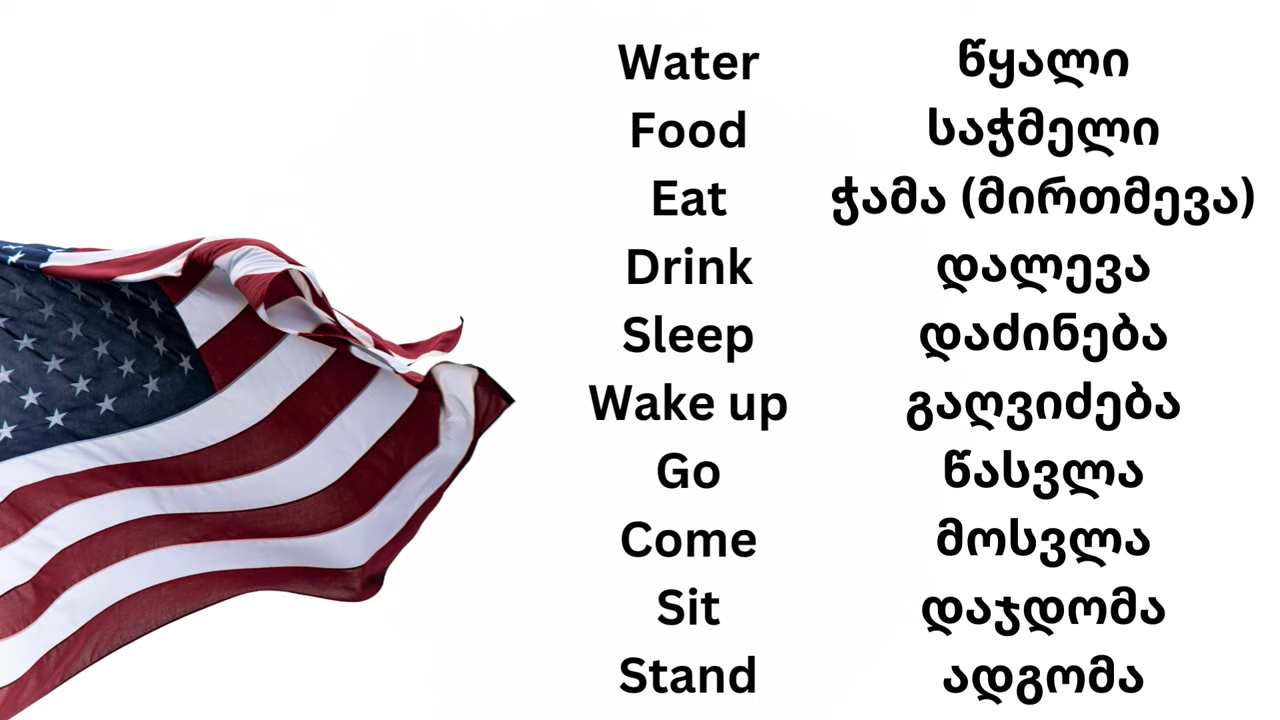 Water წყალი
Food საჭმელი
Eat ჭამა (მირთმევა)
Drink დალევა
Sleep დაძინება
Wake up გაღვიძება
Go წასვლა
Come მოსვლა
Sit დაჯდომა
Stand ადგომა